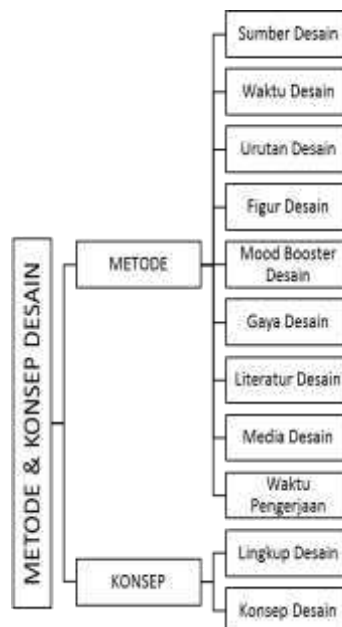 METODE & KONSEP DESAIN
METODE
Sumber Desain
Waktu Desain
Urutan Desain
Figur Desain
Mood Booster
Desain
Gaya Desain
Literatur Desain
Media Desain
Waktu
Pengerjaan
KONSEP
Lingkup Desain
Konsep Desain